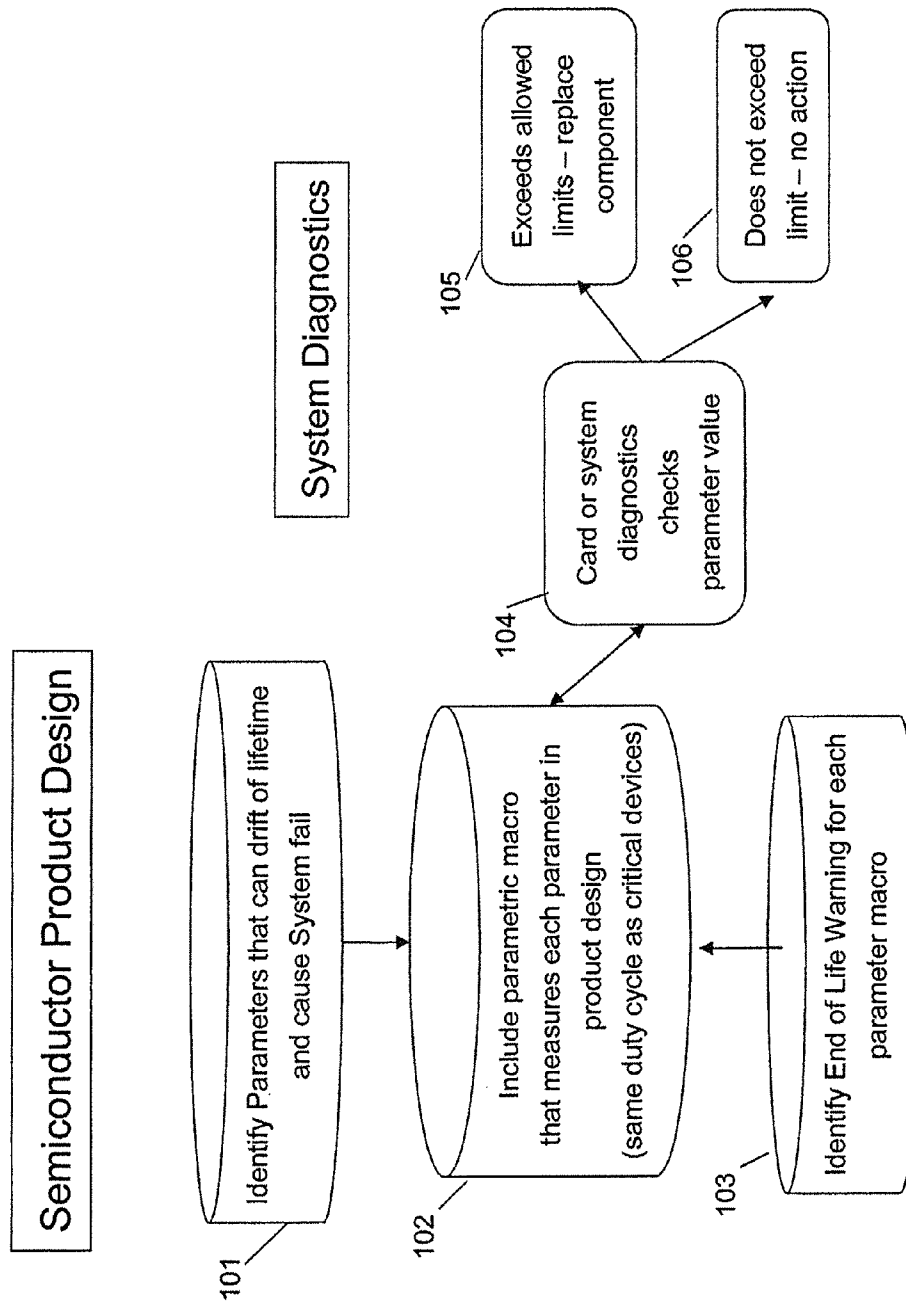 Semiconductor Product Design
101
Identify Parameters that can drift of lifetime
and cause System fail
102
Include parametric macro
that measures each parameter in
product design
(same duty cycle as critical devices)
103
Identify End of Life Warning for each
parameter macro
System Diagnostics
104
Card or system
diagnostics
checks
parameter value
105
Exceeds allowed
limits – replace
component
106
Does not exceed
limit – no action